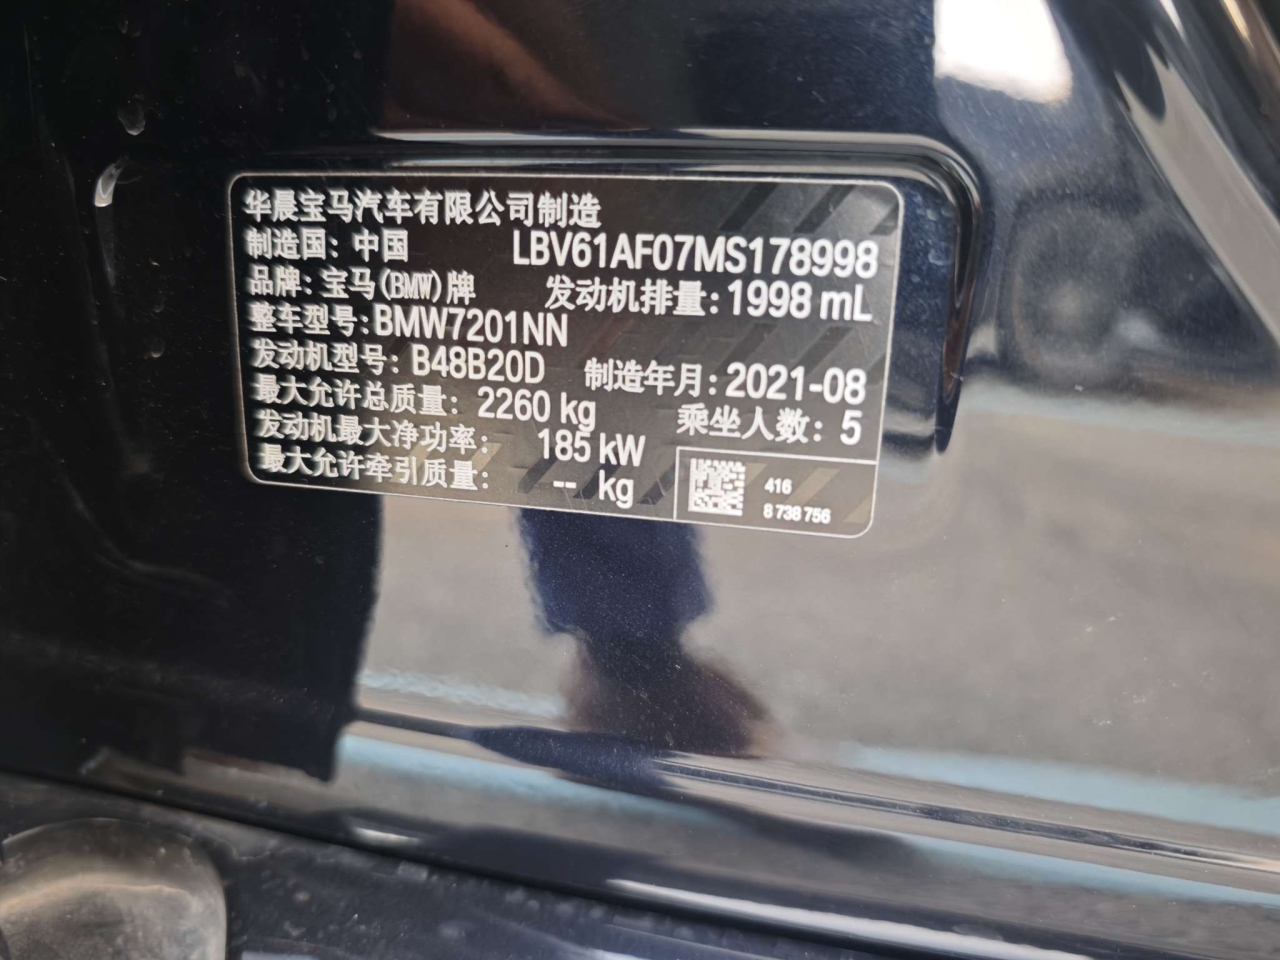 华晨宝马汽车有限公司制造
制造国: 中国 LBV61AF07MS178998
品牌: 宝马(BMW)牌 发动机排量: 1998 mL
整车型号: BMW7201NN
发动机型号: B48B20D 制造年月: 2021-08
最大允许总质量: 2260 kg 乘坐人数: 5
发动机最大净功率: 185 kW
最大允许牵引质量: -- kg
416
8 738 756